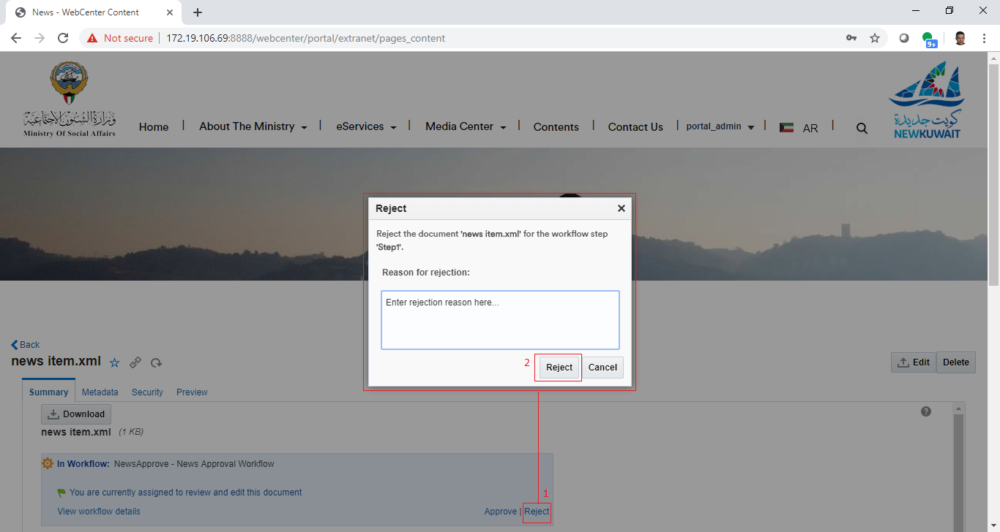 News - WebCenter Content
Not secure
172.19.106.69:8888/webcenter/portal/extranet/pages_content
9+
وزارة الشئون الاجتماعية
Ministry Of Social Affairs
Home | About The Ministry | eServices | Media Center | Contents | Contact Us | portal_admin | AR |
كويت جديدة
NEWKUWAIT
Reject
Reject the document 'news item.xml' for the workflow step
'Step1'.
Reason for rejection:
Enter rejection reason here...
2
Reject
Cancel
Back
news item.xml
Edit
Delete
Summary
Metadata
Security
Preview
Download
news item.xml (1 KB)
In Workflow: NewsApprove - News Approval Workflow
You are currently assigned to review and edit this document
1
View workflow details
Approve | Reject